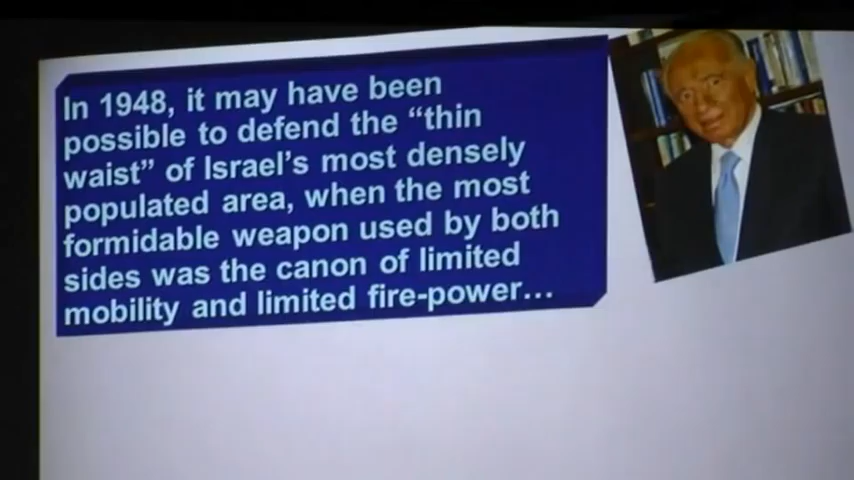 In 1948, it may have been
possible to defend the “thin
waist” of Israel’s most densely
populated area, when the most
formidable weapon used by both
sides was the canon of limited
mobility and limited fire-power…